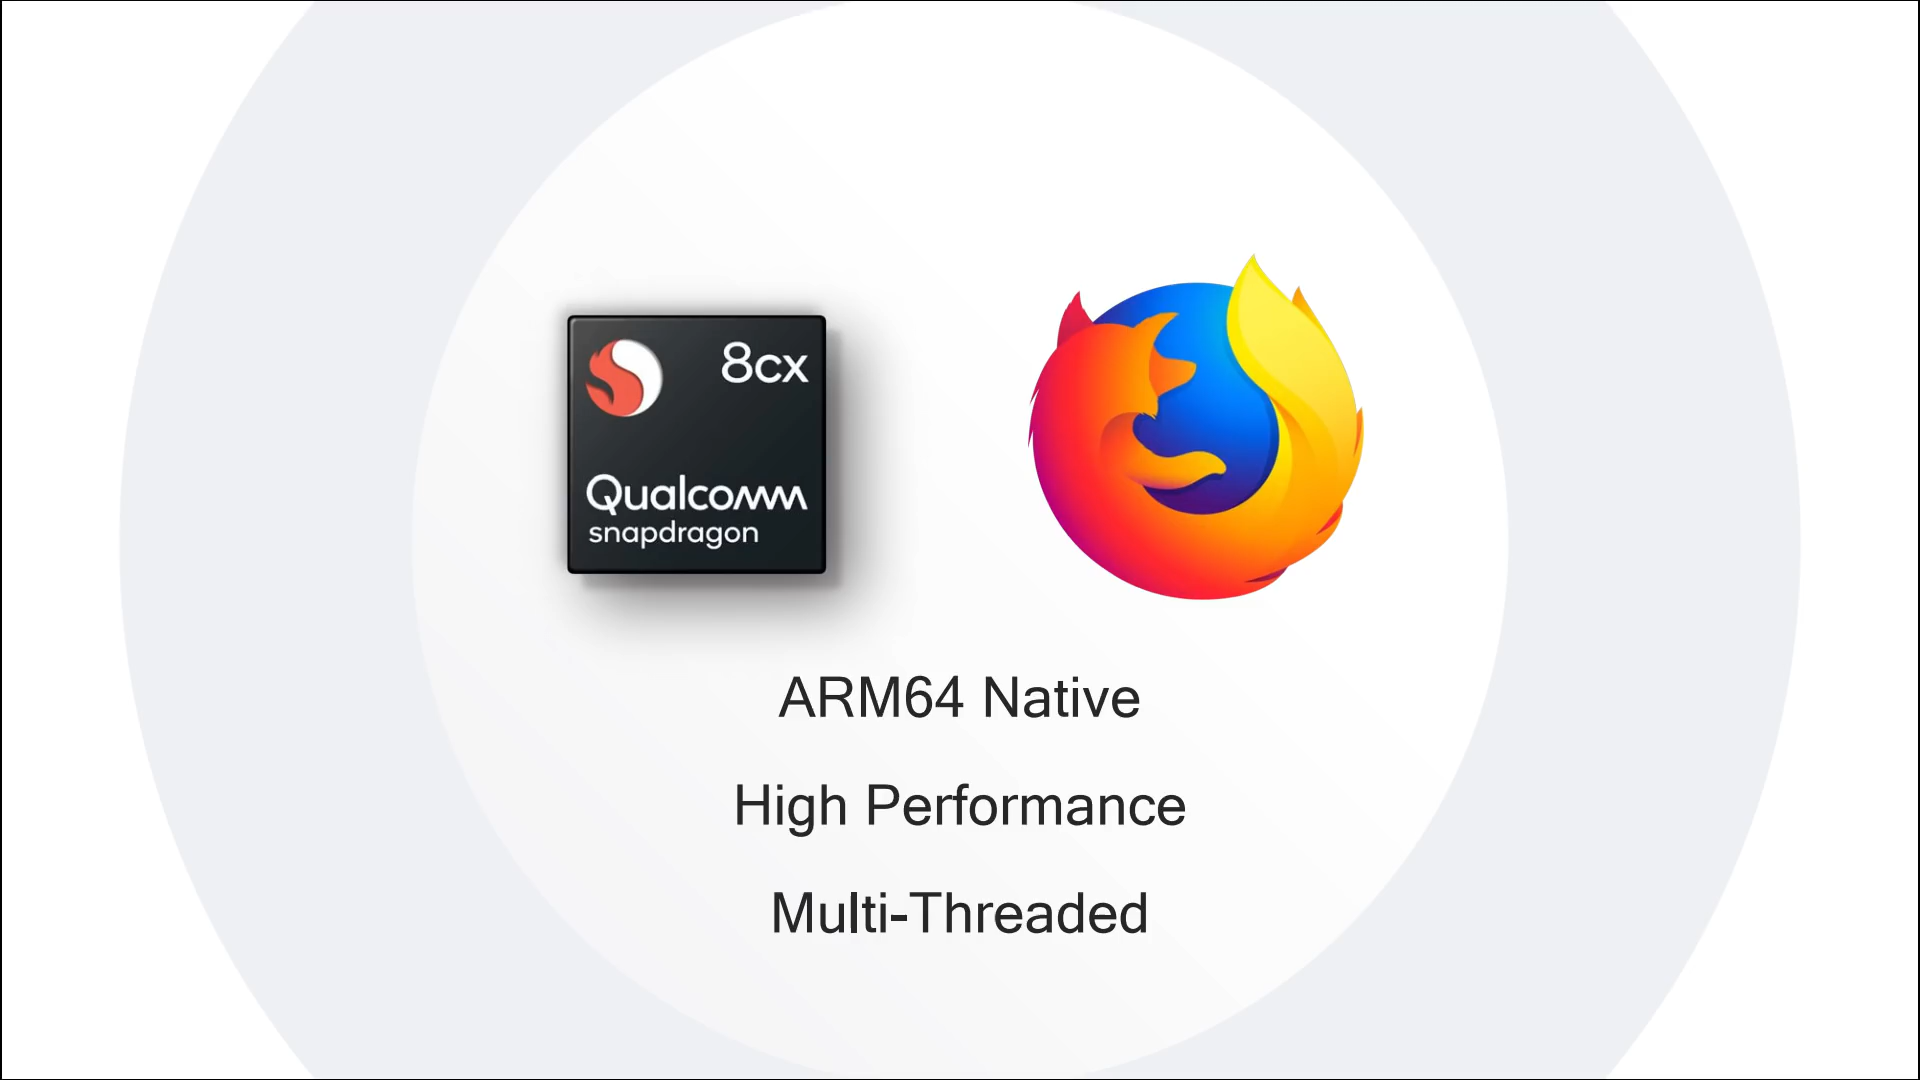 8cx
Qualcomm
snapdragon
ARM64 Native
High Performance
Multi-Threaded